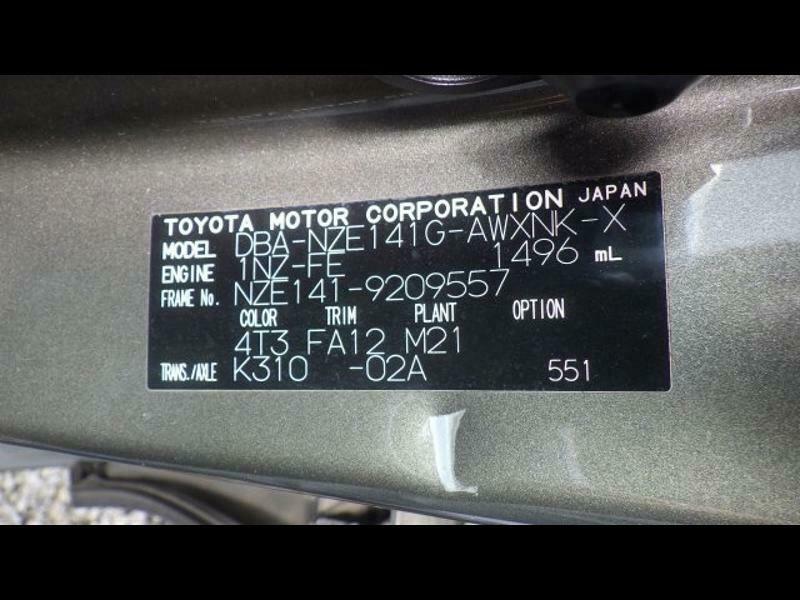 TOYOTA MOTOR CORPORATION JAPAN
MODEL DBA-NZE141G-AWXNK-X
ENGINE 1NZ-FE 1496 mL
FRAME No. NZE141-9209557
COLOR TRIM PLANT OPTION
4T3 FA12 M21
TRANS./AXLE K310 -02A 551